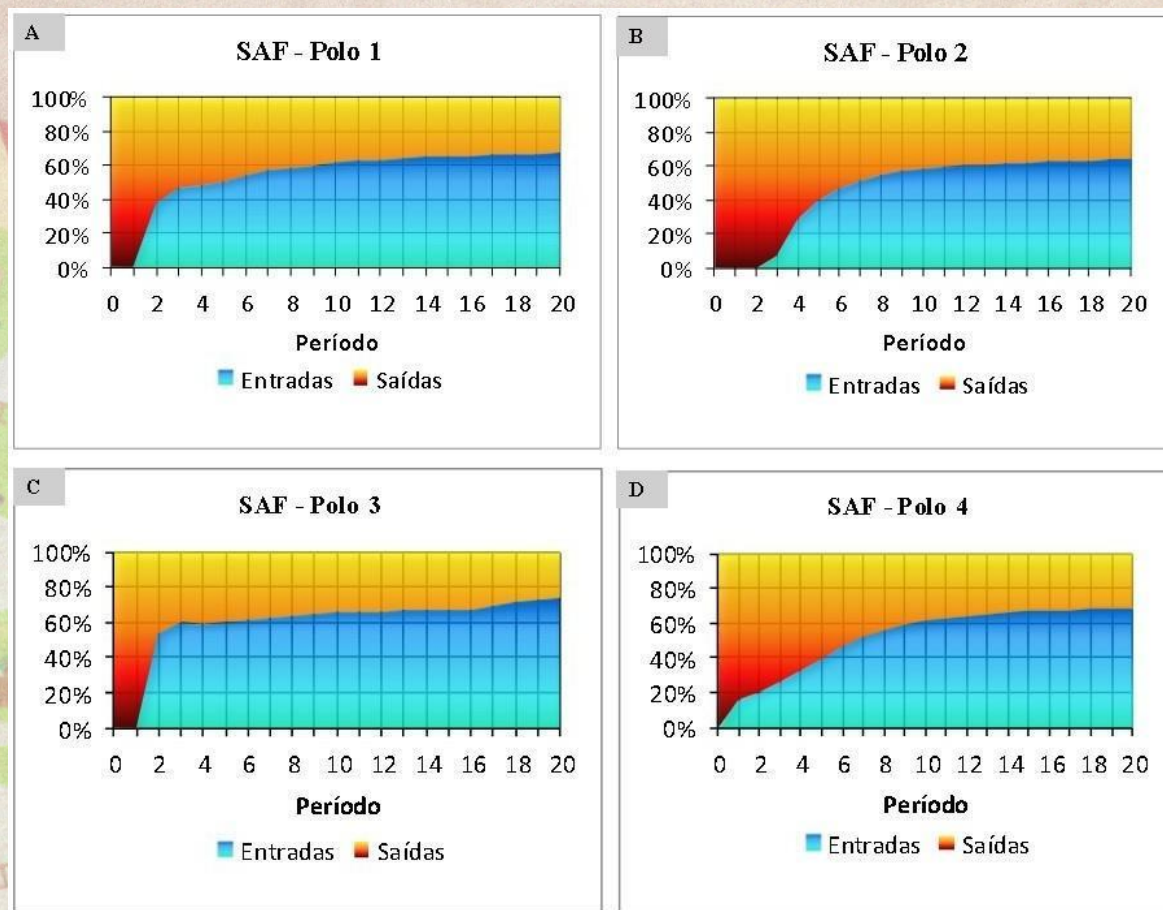 A
SAF - Polo 1
100%
80%
60%
40%
20%
0%
0 2 4 6 8 10 12 14 16 18 20
Período
Entradas Saídas
B
SAF - Polo 2
100%
80%
60%
40%
20%
0%
0 2 4 6 8 10 12 14 16 18 20
Período
Entradas Saídas
C
SAF - Polo 3
100%
80%
60%
40%
20%
0%
0 2 4 6 8 10 12 14 16 18 20
Período
Entradas Saídas
D
SAF - Polo 4
100%
80%
60%
40%
20%
0%
0 2 4 6 8 10 12 14 16 18 20
Período
Entradas Saídas